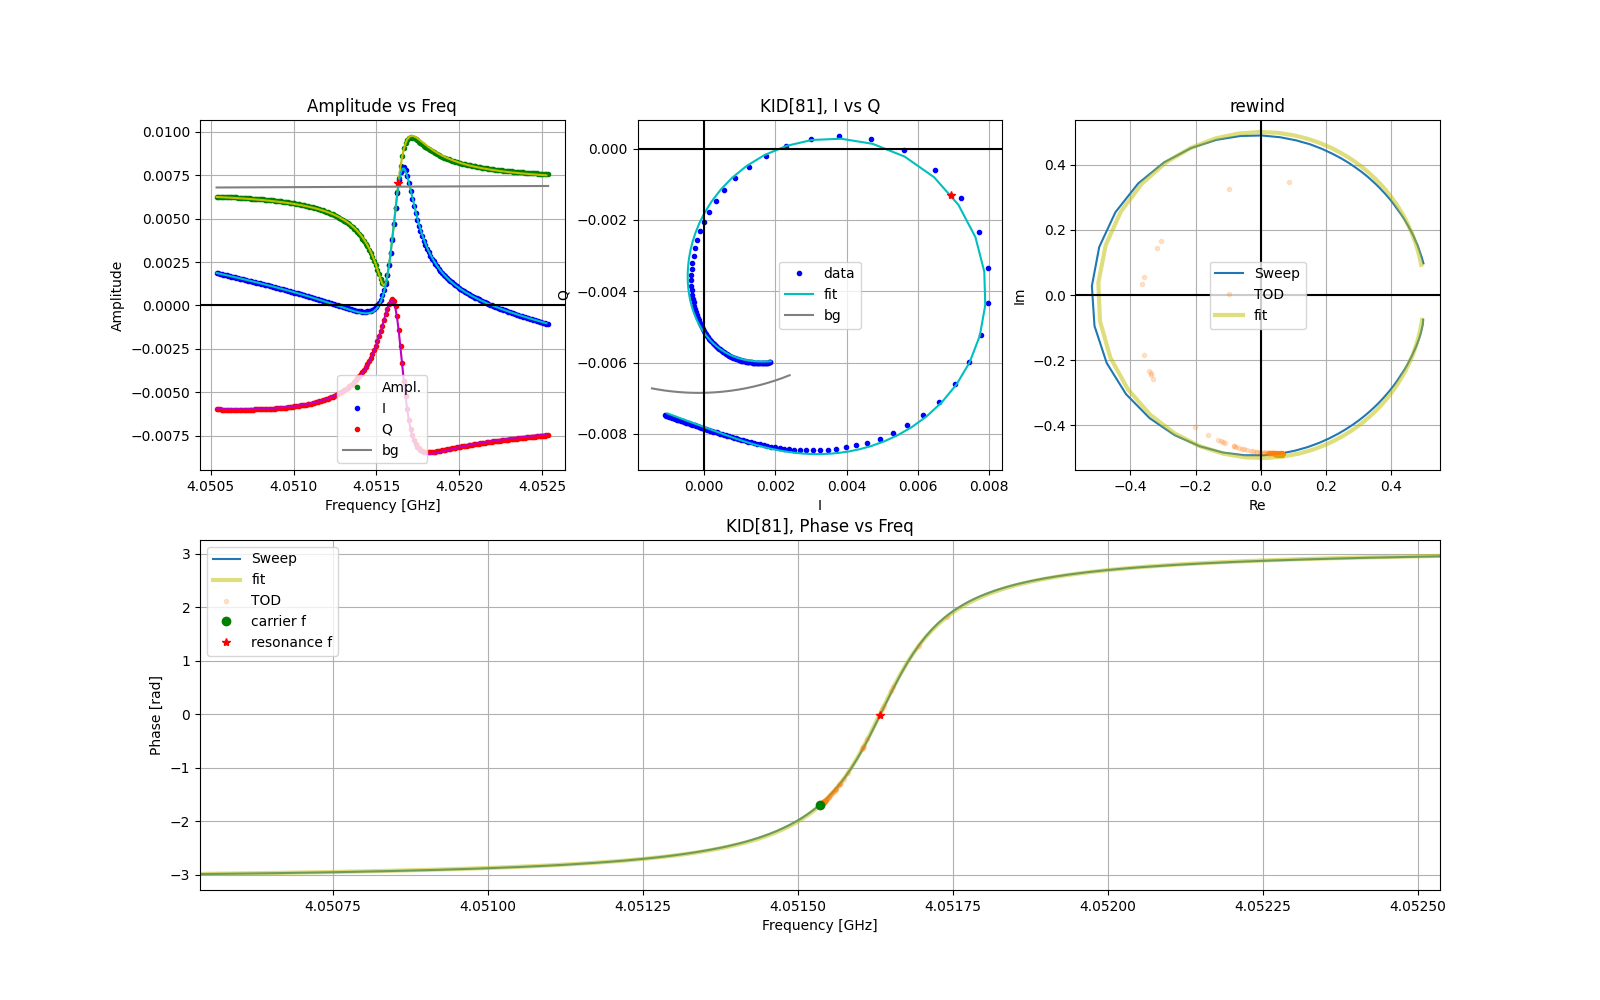 Amplitude vs Freq
0.0100
0.0075
0.0050
0.0025
0.0000
−0.0025
−0.0050
−0.0075
Amplitude
Ampl.
I
Q
bg
4.0505 4.0510 4.0515 4.0520 4.0525
Frequency [GHz]
KID[81], I vs Q
0.000
−0.002
−0.004
−0.006
−0.008
Q
data
fit
bg
0.000 0.002 0.004 0.006 0.008
I
rewind
0.4
0.2
0.0
−0.2
−0.4
Im
Sweep
TOD
fit
−0.4 −0.2 0.0 0.2 0.4
Re
KID[81], Phase vs Freq
3
2
1
0
−1
−2
−3
Phase [rad]
Sweep
fit
TOD
carrier f
resonance f
4.05075 4.05100 4.05125 4.05150 4.05175 4.05200 4.05225 4.05250
Frequency [GHz]